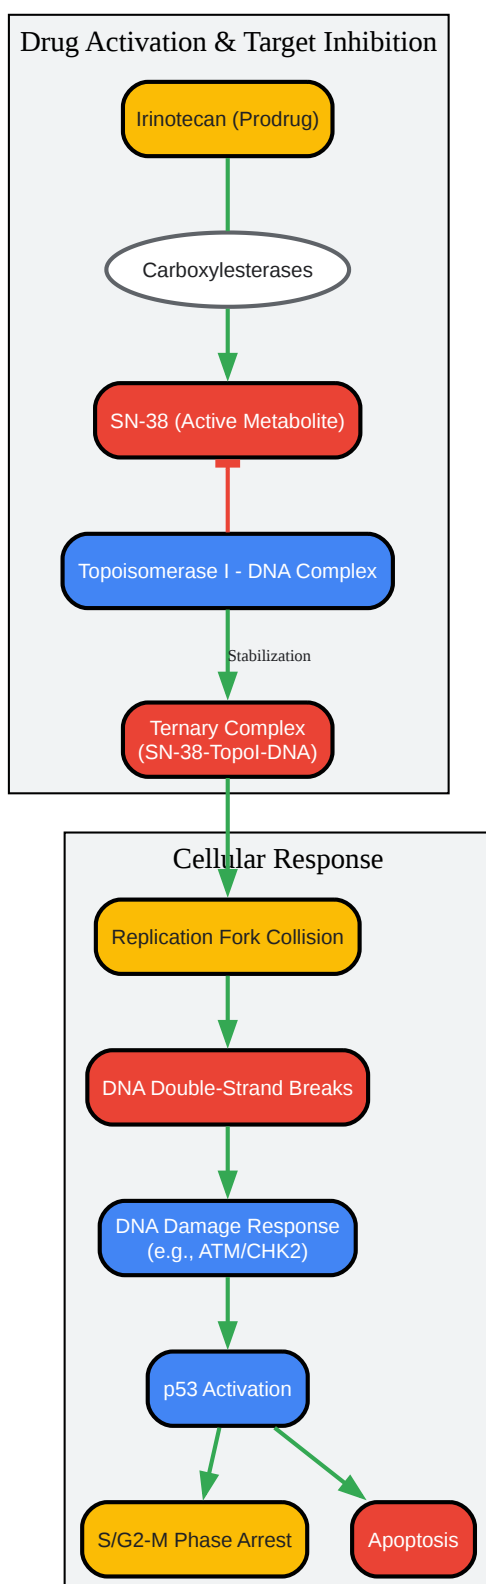 Drug Activation & Target Inhibition
Irinotecan (Prodrug)
Carboxylesterases
SN-38 (Active Metabolite)
Topoisomerase I - DNA Complex
Stabilization
Ternary Complex
(SN-38-TopoI-DNA)
Cellular Response
Replication Fork Collision
DNA Double-Strand Breaks
DNA Damage Response
(e.g., ATM/CHK2)
p53 Activation
S/G2-M Phase Arrest
Apoptosis